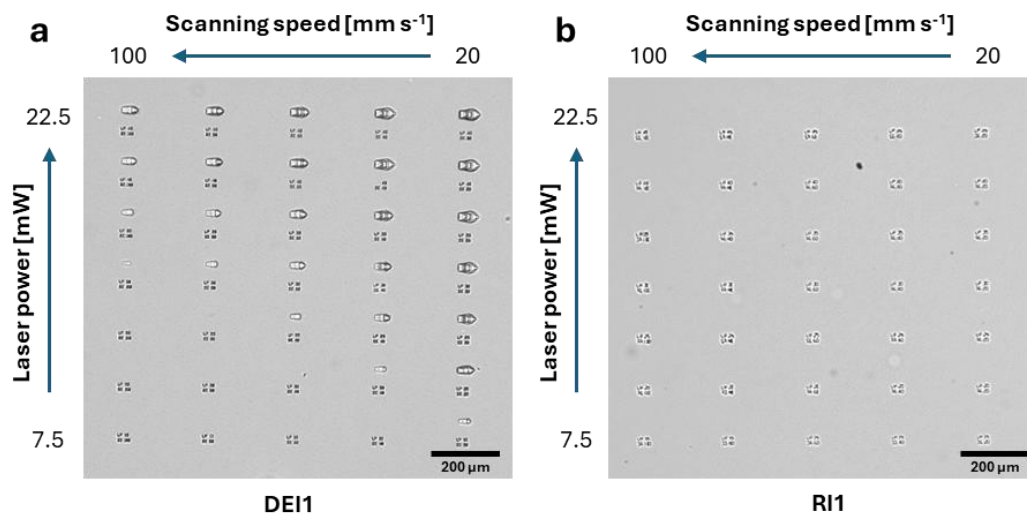 a
Scanning speed [mm s⁻¹]
100
20
22.5
Laser power [mW]
7.5
200 µm
DEI1
b
Scanning speed [mm s⁻¹]
100
20
22.5
Laser power [mW]
7.5
200 µm
RI1